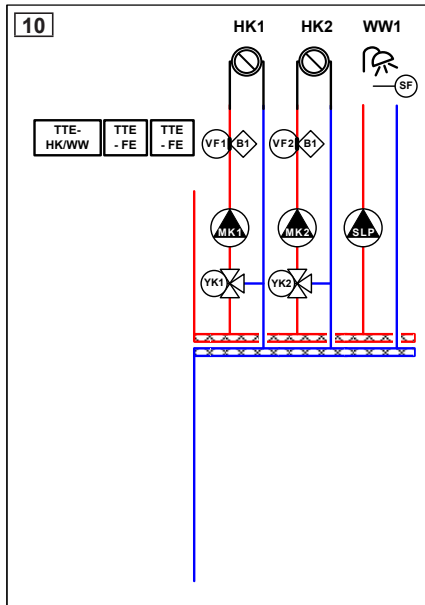 10
HK1 HK2 WW1
SF
TTE-
HK/WW
TTE
- FE
TTE
- FE
VF1 B1 VF2 B1
MK1 MK2 SLP
YK1 YK2